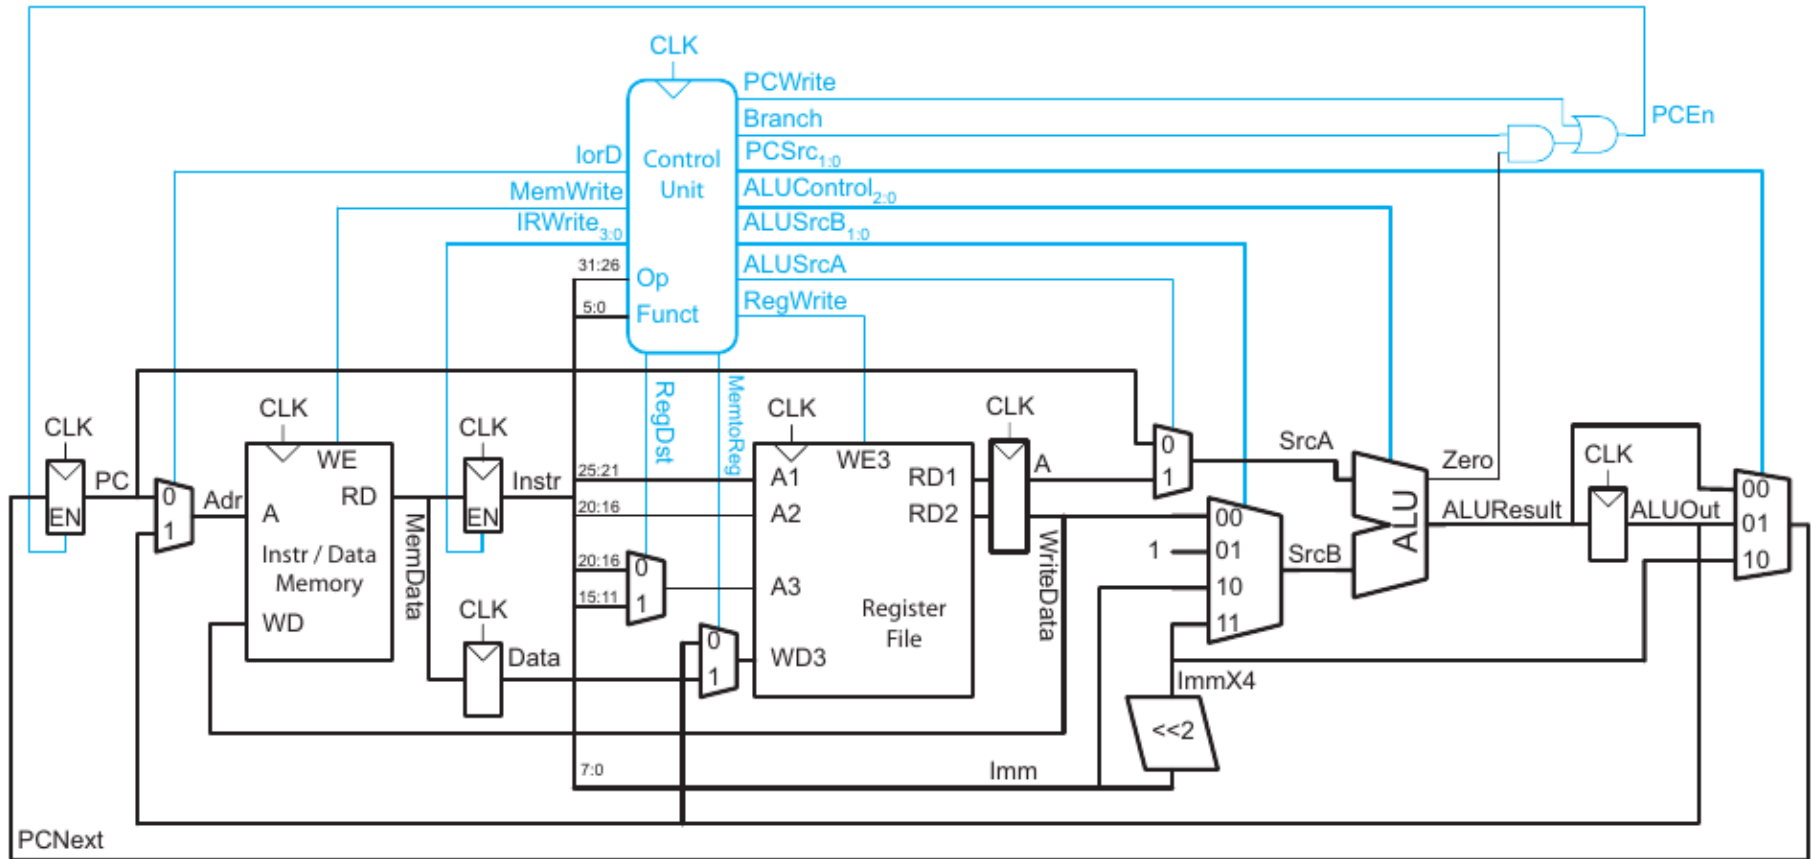 CLK
PCWrite
Branch
PCEn
PCSrc1:0
IorD
Control
Unit
MemWrite
ALUControl2:0
IRWrite3:0
ALUSrcB1:0
31:26
Op
ALUSrcA
5:0
Funct
RegWrite
RegDst
MemtoReg
CLK
CLK
CLK
CLK
CLK
CLK
PC
EN
0
1
Adr
WE
RD
A
Instr / Data
Memory
WD
MemData
EN
Instr
CLK
Data
25:21
20:16
20:16
15:11
0
1
0
1
A1
A2
A3
WD3
WE3
RD1
RD2
Register
File
A
WriteData
0
1
SrcA
00
01
10
11
1
SrcB
ALU
Zero
ALUResult
ALUOut
00
01
10
ImmX4
<<2
7:0
Imm
PCNext